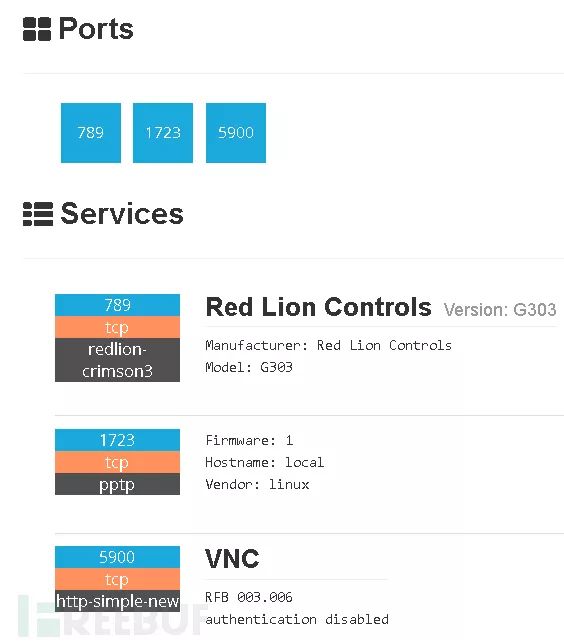 Ports
789 1723 5900
Services
789
tcp
redlion-
crimson3
Red Lion Controls Version: G303
Manufacturer: Red Lion Controls
Model: G303
1723
tcp
pptp
Firmware: 1
Hostname: local
Vendor: linux
5900
tcp
http-simple-new
VNC
RFB 003.006
authentication disabled
REEBUF